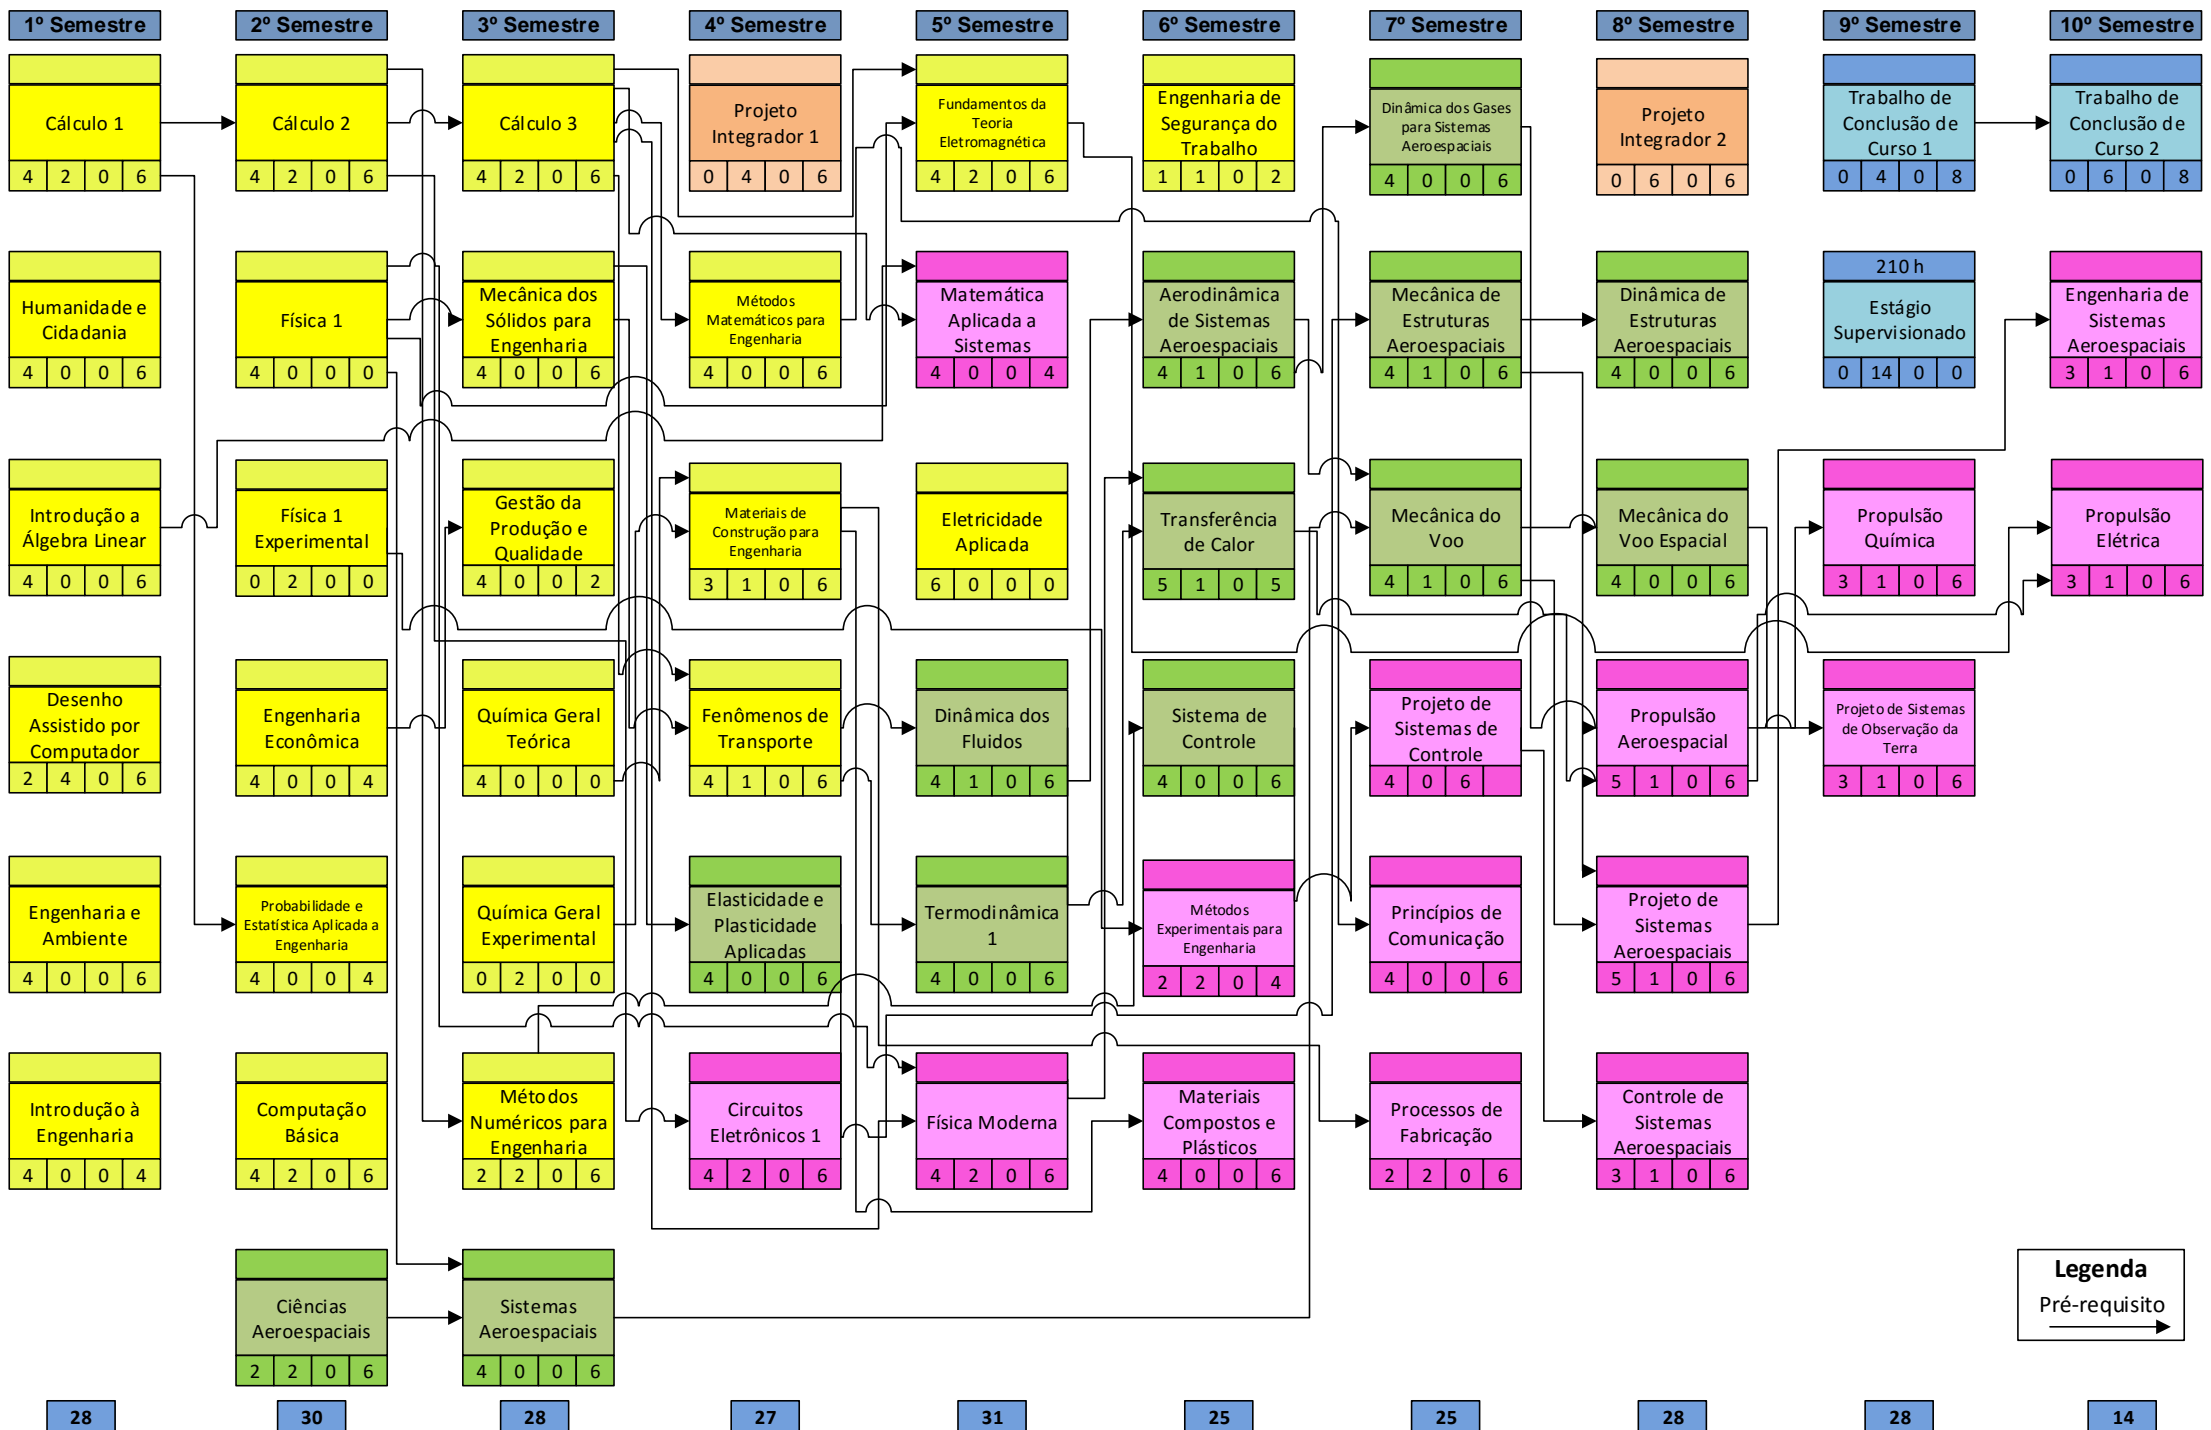 1º Semestre
2º Semestre
3º Semestre
4º Semestre
5º Semestre
6º Semestre
7º Semestre
8º Semestre
9º Semestre
10º Semestre
Cálculo 1
4 2 0 6
Cálculo 2
4 2 0 6
Cálculo 3
4 2 0 6
Projeto
Integrador 1
0 4 0 6
Fundamentos da
Teoria
Eletromagnética
4 2 0 6
Engenharia de
Segurança do
Trabalho
1 1 0 2
Dinâmica dos Gases
para Sistemas
Aeroespaciais
4 0 0 6
Projeto
Integrador 2
0 6 0 6
Trabalho de
Conclusão de
Curso 1
0 4 0 8
Trabalho de
Conclusão de
Curso 2
0 6 0 8
Humanidade e
Cidadania
4 0 0 6
Física 1
4 0 0 0
Mecânica dos
Sólidos para
Engenharia
4 0 0 6
Métodos
Matemáticos para
Engenharia
4 0 0 6
Matemática
Aplicada a
Sistemas
4 0 0 4
Aerodinâmica
de Sistemas
Aeroespaciais
4 1 0 6
Mecânica de
Estruturas
Aeroespaciais
4 1 0 6
Dinâmica de
Estruturas
Aeroespaciais
4 0 0 6
210 h
Estágio
Supervisionado
0 14 0 0
Engenharia de
Sistemas
Aeroespaciais
3 1 0 6
Introdução a
Álgebra Linear
4 0 0 6
Física 1
Experimental
0 2 0 0
Gestão da
Produção e
Qualidade
4 0 0 2
Materiais de
Construção para
Engenharia
3 1 0 6
Eletricidade
Aplicada
6 0 0 0
Transferência
de Calor
5 1 0 5
Mecânica do
Voo
4 1 0 6
Mecânica do
Voo Espacial
4 0 0 6
Propulsão
Química
3 1 0 6
Propulsão
Elétrica
3 1 0 6
Desenho
Assistido por
Computador
2 4 0 6
Engenharia
Econômica
4 0 0 4
Química Geral
Teórica
4 0 0 0
Fenômenos de
Transporte
4 1 0 6
Dinâmica dos
Fluidos
4 1 0 6
Sistema de
Controle
4 0 0 6
Projeto de
Sistemas de
Controle
4 0 6
Propulsão
Aeroespacial
5 1 0 6
Projeto de Sistemas
de Observação da
Terra
3 1 0 6
Engenharia e
Ambiente
4 0 0 6
Probabilidade e
Estatística Aplicada a
Engenharia
4 0 0 4
Química Geral
Experimental
0 2 0 0
Elasticidade e
Plasticidade
Aplicadas
4 0 0 6
Termodinâmica
1
4 0 0 6
Métodos
Experimentais para
Engenharia
2 2 0 4
Princípios de
Comunicação
4 0 0 6
Projeto de
Sistemas
Aeroespaciais
5 1 0 6
Introdução à
Engenharia
4 0 0 4
Computação
Básica
4 2 0 6
Métodos
Numéricos para
Engenharia
2 2 0 6
Circuitos
Eletrônicos 1
4 2 0 6
Física Moderna
4 2 0 6
Materiais
Compostos e
Plásticos
4 0 0 6
Processos de
Fabricação
2 2 0 6
Controle de
Sistemas
Aeroespaciais
3 1 0 6
Ciências
Aeroespaciais
2 2 0 6
Sistemas
Aeroespaciais
4 0 0 6
Legenda
Pré-requisito
28
30
28
27
31
25
25
28
28
14